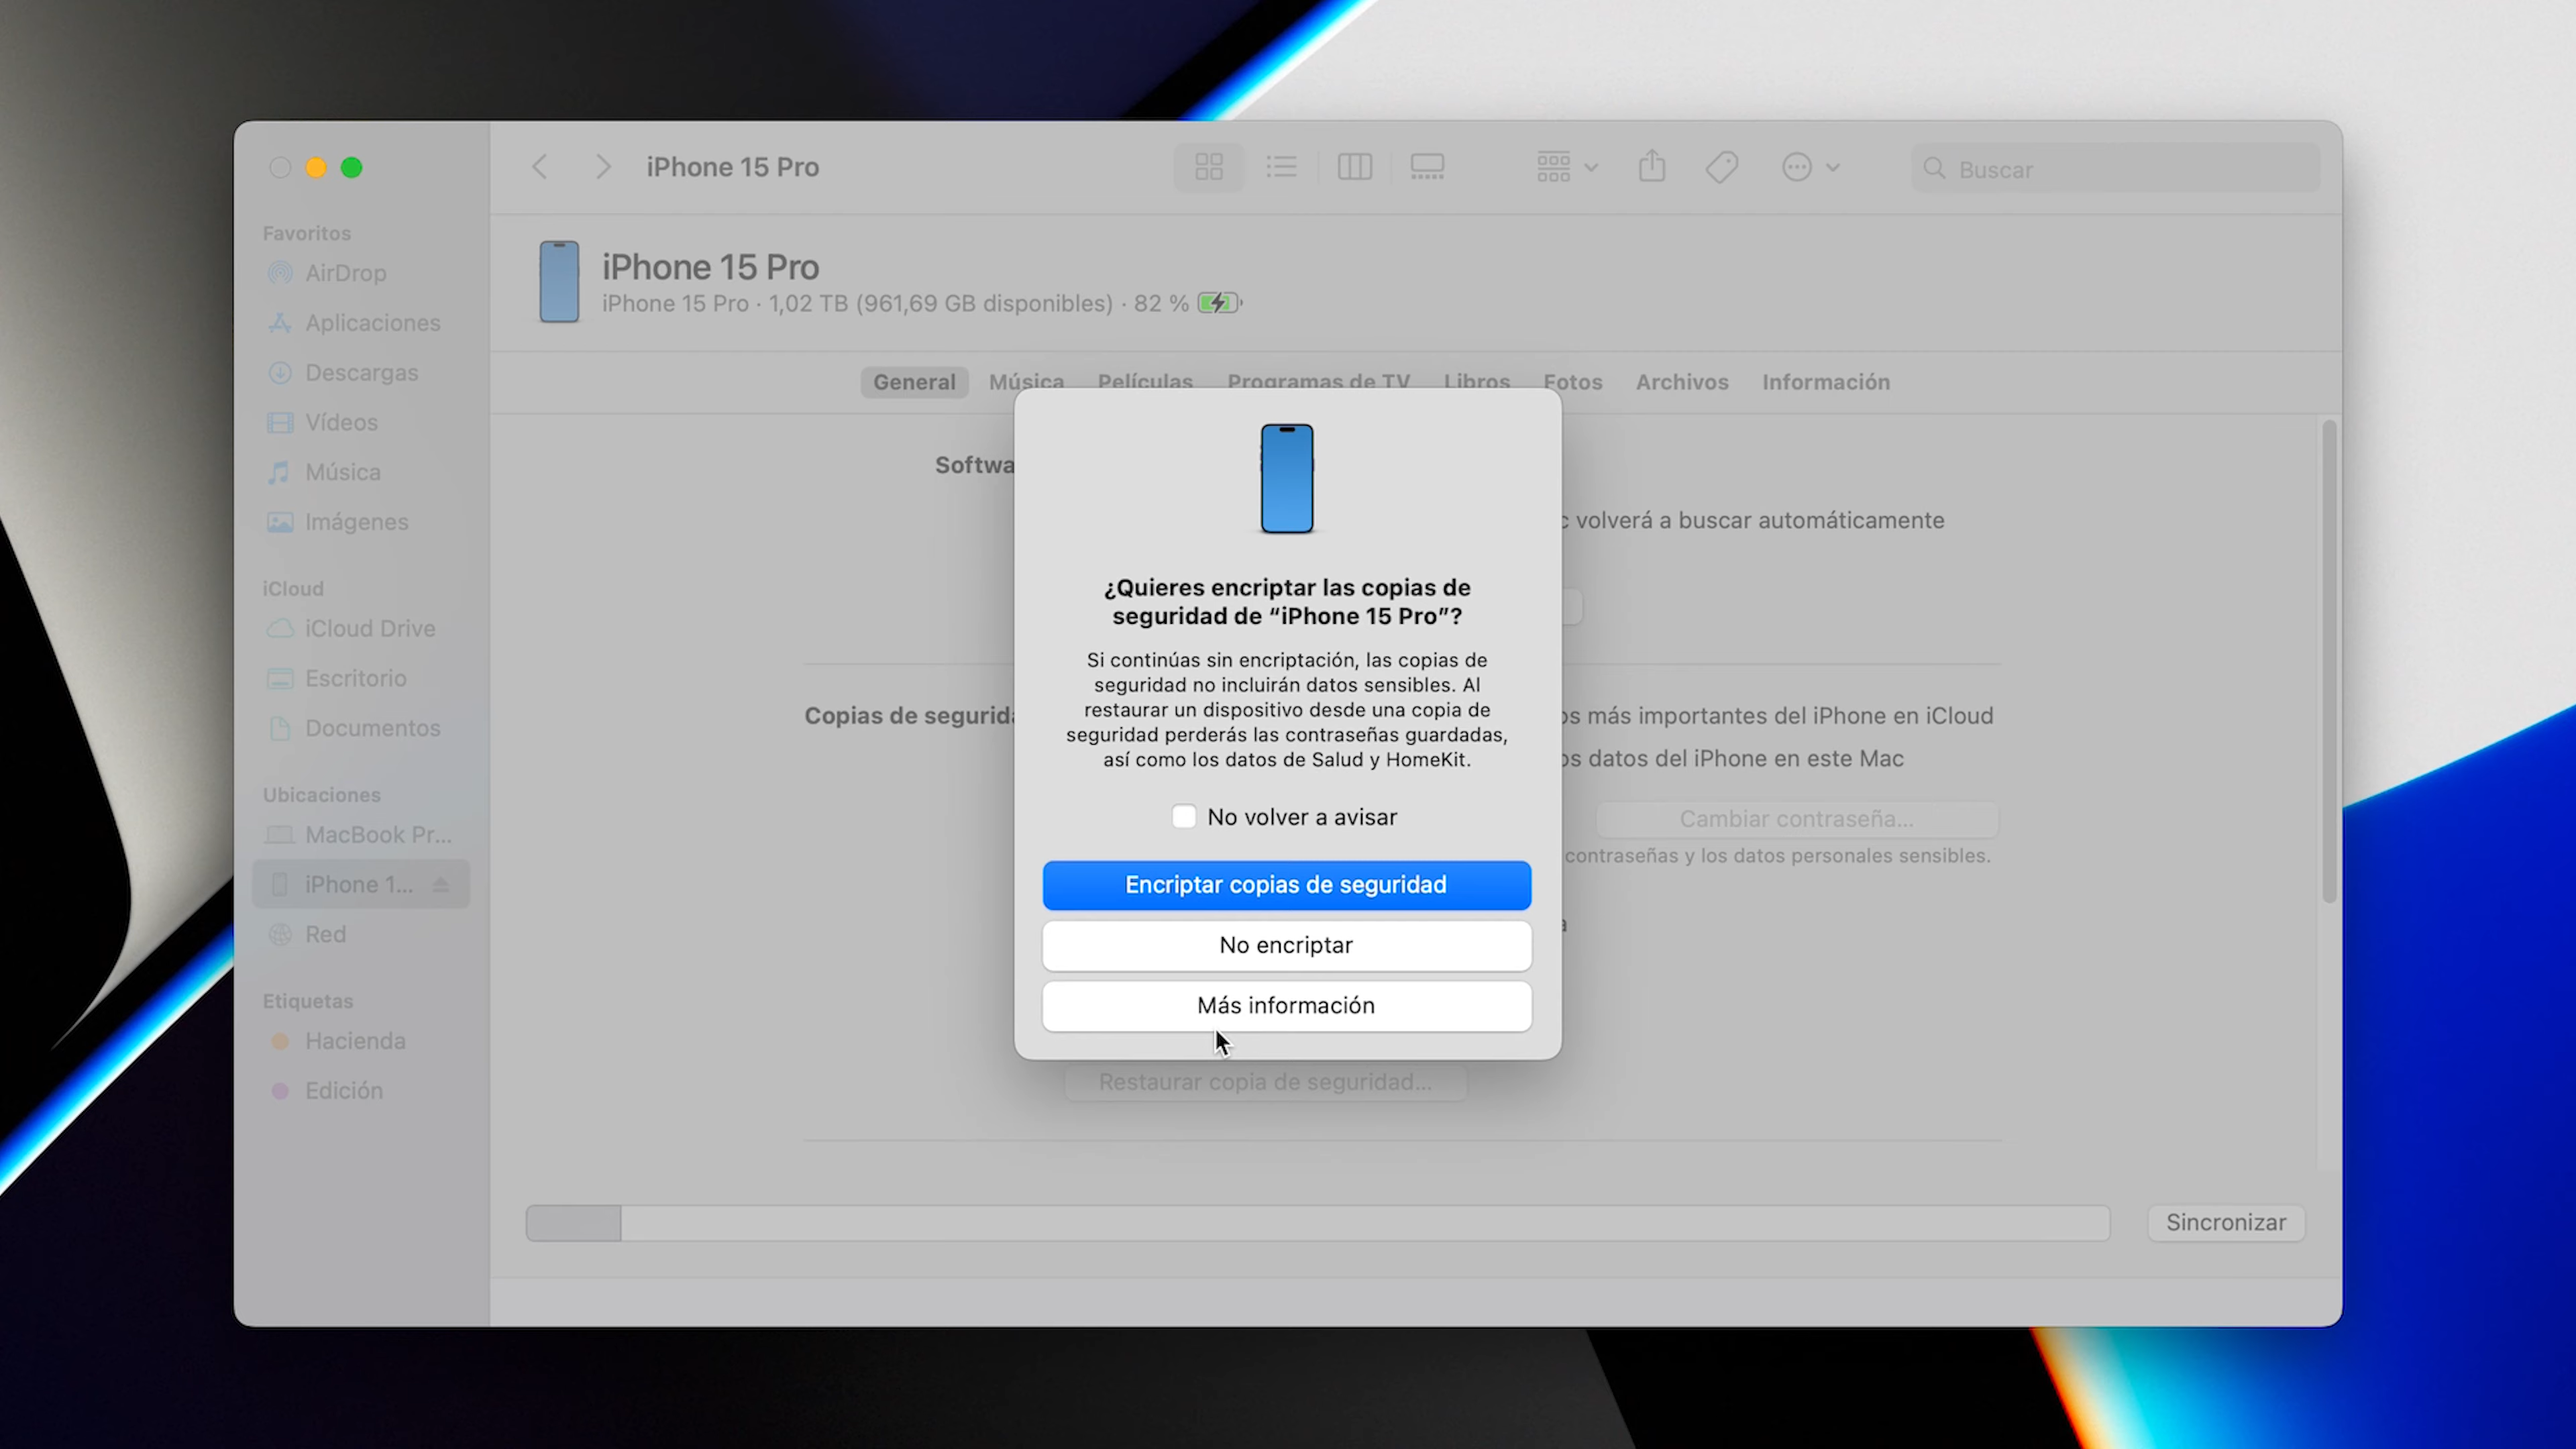 iPhone 15 Pro
Buscar
Favoritos
AirDrop
Aplicaciones
Descargas
Vídeos
Música
Imágenes
iCloud
iCloud Drive
Escritorio
Documentos
Ubicaciones
MacBook Pr...
iPhone 1...
Red
Etiquetas
Hacienda
Edición
iPhone 15 Pro
iPhone 15 Pro · 1,02 TB (961,69 GB disponibles) · 82 %
General Música Películas Programas de TV Libros Fotos Archivos Información
Softwa
volverá a buscar automáticamente
Copias de segurid
más importantes del iPhone en iCloud
datos del iPhone en este Mac
Cambiar contraseña...
contraseñas y los datos personales sensibles.
¿Quieres encriptar las copias de
seguridad de “iPhone 15 Pro”?
Si continúas sin encriptación, las copias de
seguridad no incluirán datos sensibles. Al
restaurar un dispositivo desde una copia de
seguridad perderás las contraseñas guardadas,
así como los datos de Salud y HomeKit.
No volver a avisar
Encriptar copias de seguridad
No encriptar
Más información
Restaurar copia de seguridad...
Sincronizar